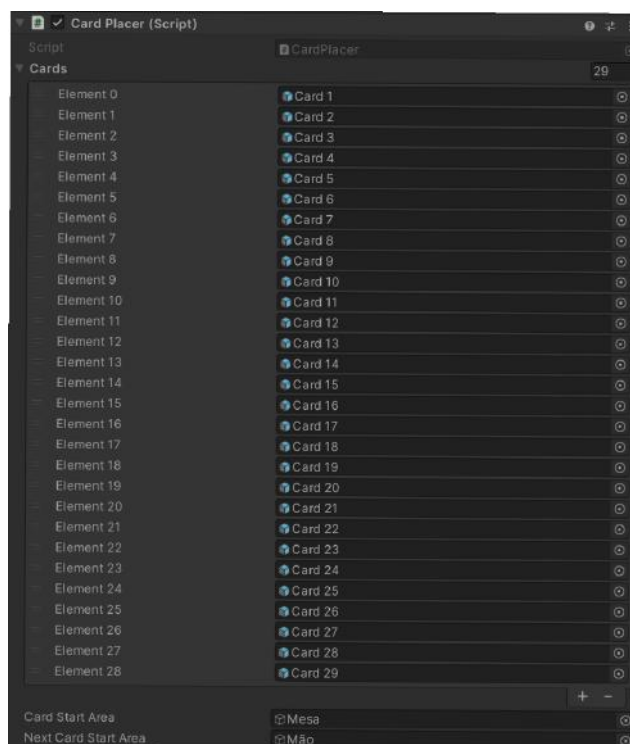 Card Placer (Script)
Script CardPlacer
Cards 29
Element 0 Card 1
Element 1 Card 2
Element 2 Card 3
Element 3 Card 4
Element 4 Card 5
Element 5 Card 6
Element 6 Card 7
Element 7 Card 8
Element 8 Card 9
Element 9 Card 10
Element 10 Card 11
Element 11 Card 12
Element 12 Card 13
Element 13 Card 14
Element 14 Card 15
Element 15 Card 16
Element 16 Card 17
Element 17 Card 18
Element 18 Card 19
Element 19 Card 20
Element 20 Card 21
Element 21 Card 22
Element 22 Card 23
Element 23 Card 24
Element 24 Card 25
Element 25 Card 26
Element 26 Card 27
Element 27 Card 28
Element 28 Card 29
+ -
Card Start Area Mesa
Next Card Start Area Mão